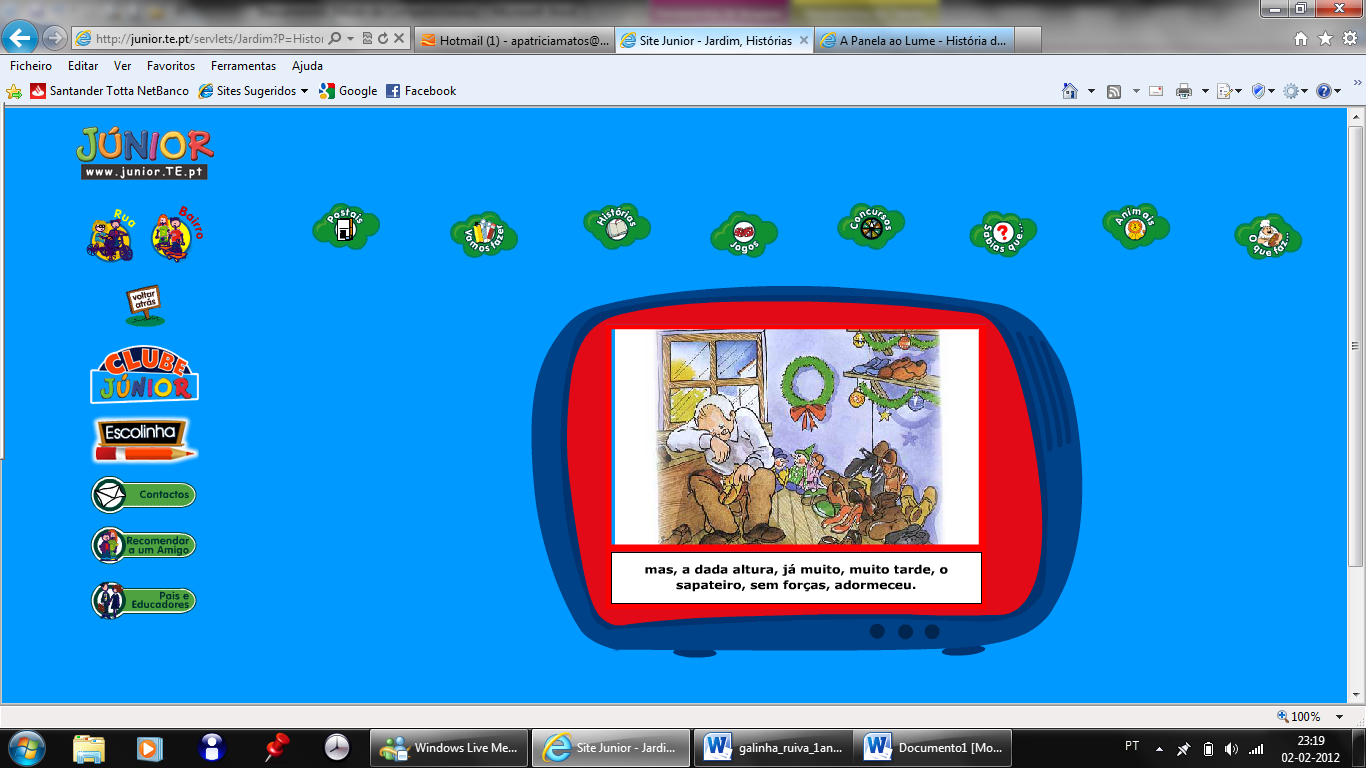 http://junior.te.pt/servlets/Jardim?P=Histor
Hotmail (1) - apatriciamatos@...
Site Junior - Jardim, Histórias
A Panela ao Lume - História d...
Ficheiro Editar Ver Favoritos Ferramentas Ajuda
Santander Totta NetBanco Sites Sugeridos Google Facebook
JÚNIOR
www.junior.TE.pt
Rua
Bairro
Postais
Vamos fazer
Histórias
Jogos
Concursos
Sabias que...
Animais
O que faz...
voltar
atrás
CLUBE
JÚNIOR
Escolinha
Contactos
Recomendar
a um Amigo
Pais e
Educadores
mas, a dada altura, já muito, muito tarde, o
sapateiro, sem forças, adormeceu.
100%
Windows Live Me...
Site Junior - Jardi...
galinha_ruiva_1an...
Documento1 [Mo...
PT
23:19
02-02-2012